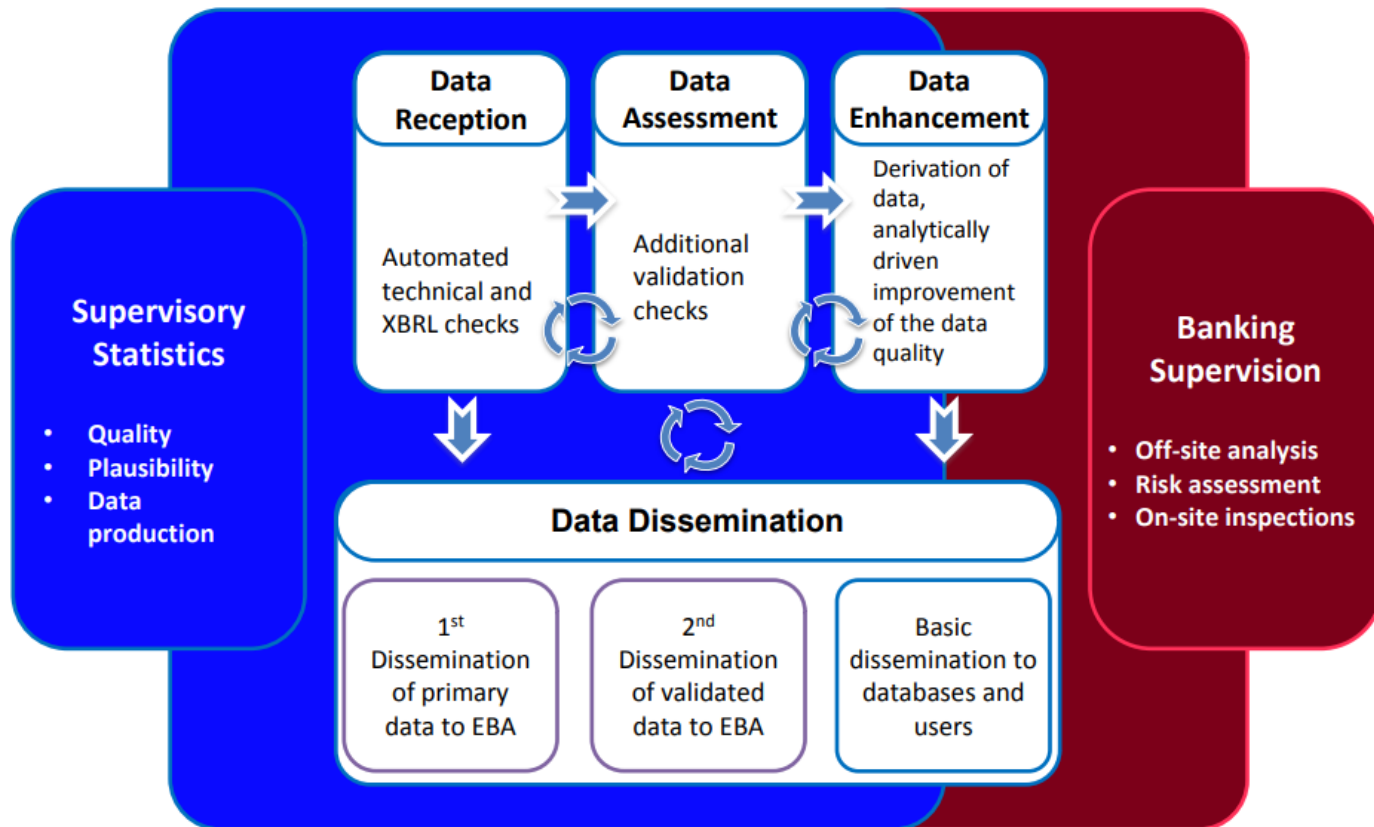 Data
Reception
Automated
technical and
XBRL checks
Data
Assessment
Additional
validation
checks
Data
Enhancement
Derivation of
data,
analytically
driven
improvement
of the data
quality
Supervisory
Statistics
• Quality
• Plausibility
• Data
production
Banking
Supervision
• Off-site analysis
• Risk assessment
• On-site inspections
Data Dissemination
1st
Dissemination
of primary
data to EBA
2nd
Dissemination
of validated
data to EBA
Basic
dissemination to
databases and
users